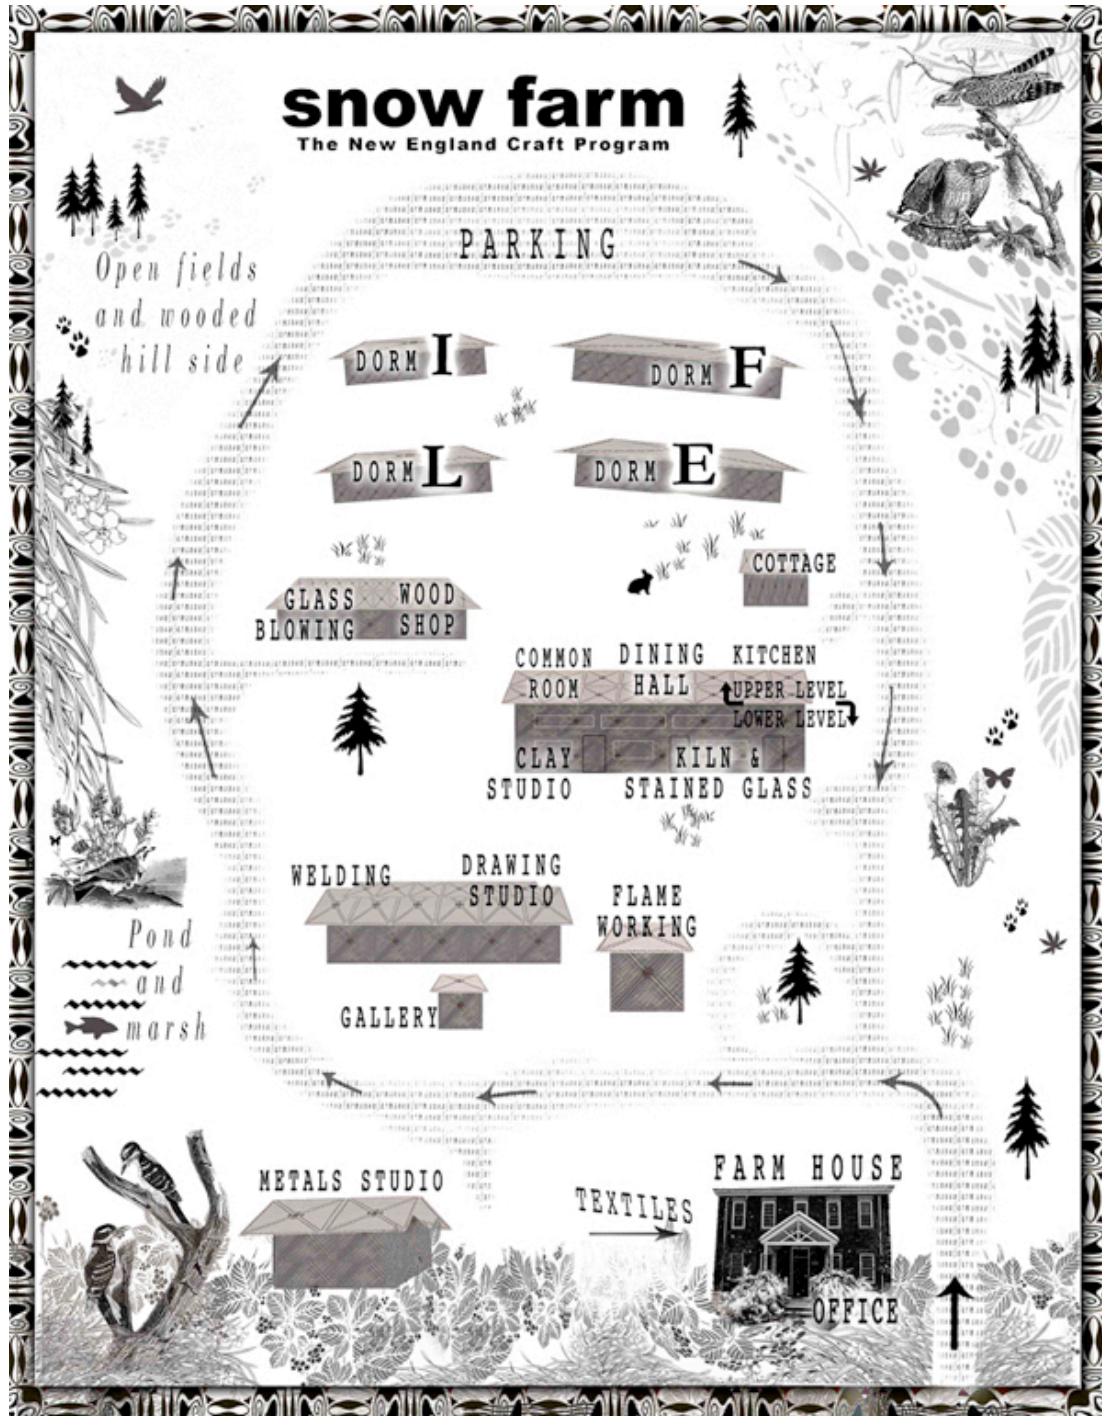 snow farm
The New England Craft Program
PARKING
Open fields
and wooded
hill side
DORM I
DORM F
DORM L
DORM E
COTTAGE
GLASS
BLOWING
WOOD
SHOP
COMMON
ROOM
DINING
HALL
KITCHEN
UPPER LEVEL
LOWER LEVEL
CLAY
STUDIO
KILN &
STAINED GLASS
WELDING
DRAWING
STUDIO
FLAME
WORKING
GALLERY
Pond
and
marsh
METALS STUDIO
TEXTILES
FARM HOUSE
OFFICE